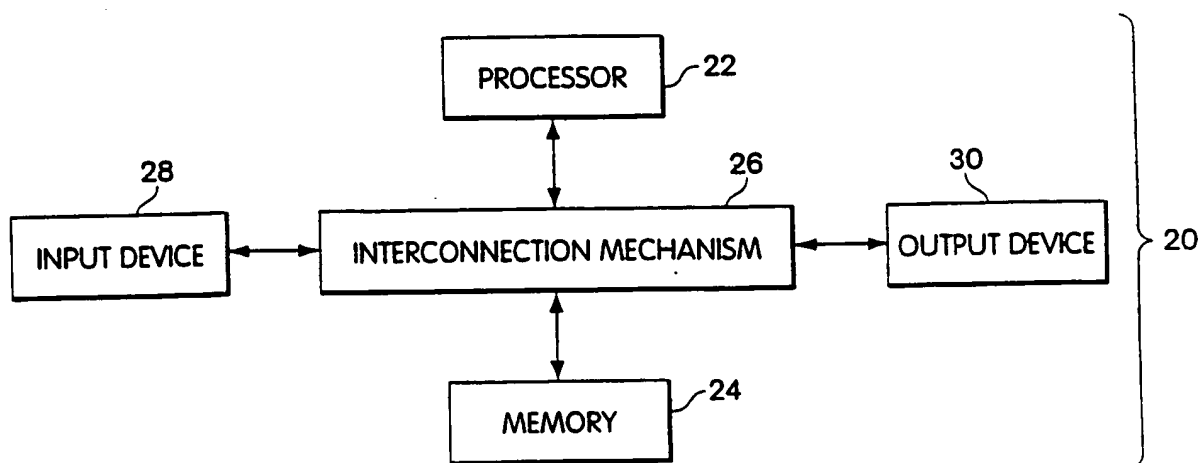 PROCESSOR
22
28
26
30
INPUT DEVICE
INTERCONNECTION MECHANISM
OUTPUT DEVICE
20
24
MEMORY